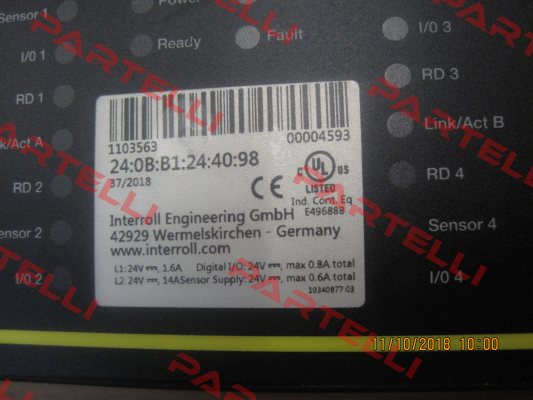 Sensor 1
Power
I/0 1
Ready
Fault
I/0 3
RD 1
RD 3
Link/Act A
Link/Act B
RD 2
RD 4
Sensor 2
Sensor 4
I/0 2
I/0 4
1103563
00004593
24:0B:B1:24:40:98
37/2018
CE
C UL US
LISTED
Ind. Cont. Eq
E496888
Interroll Engineering GmbH
42929 Wermelskirchen - Germany
www.interroll.com
L1: 24V⎓, 1.6A Digital I/O: 24V⎓, max 0.8A total
L2: 24V⎓, 14A Sensor Supply: 24V⎓, max 0.6A total
10340877 03
11/10/2018 10:00
PARTELLI
PARTELLI
PARTELLI
PARTELLI
PARTELLI